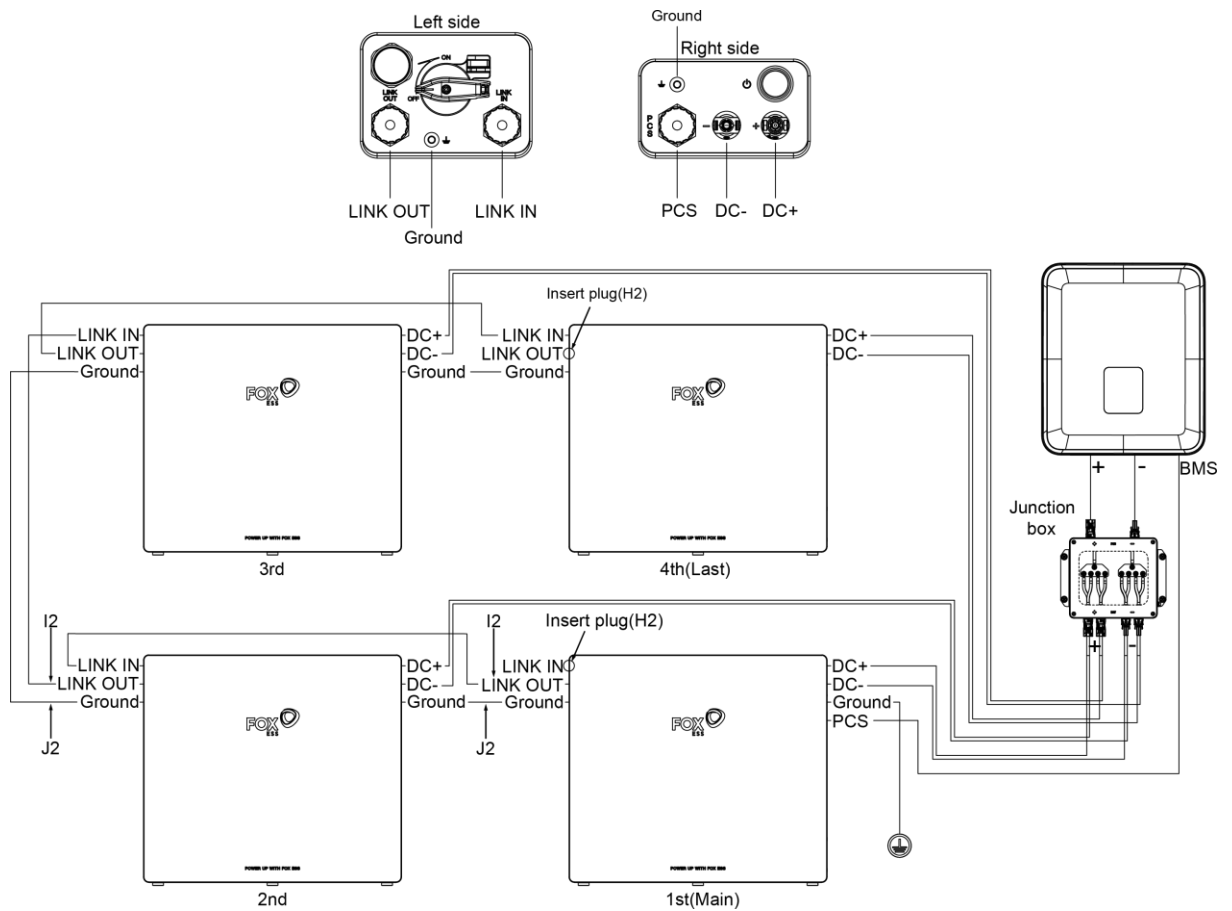 Left side
ON
OFF
LINK
OUT
LINK
IN
LINK OUT
Ground
LINK IN
Ground
Right side
PCS
-
+
PCS
DC-
DC+
Insert plug(H2)
LINK IN
LINK OUT
Ground
DC+
DC-
Ground
FOX
ESS
POWER UP WITH FOX ESS
3rd
LINK IN
LINK OUT
Ground
DC+
DC-
FOX
ESS
POWER UP WITH FOX ESS
4th(Last)
+
-
BMS
Junction
box
+
-
I2
LINK IN
LINK OUT
Ground
J2
DC+
DC-
Ground
FOX
ESS
POWER UP WITH FOX ESS
2nd
I2
Insert plug(H2)
LINK IN
LINK OUT
Ground
J2
DC+
DC-
Ground
PCS
FOX
ESS
POWER UP WITH FOX ESS
1st(Main)